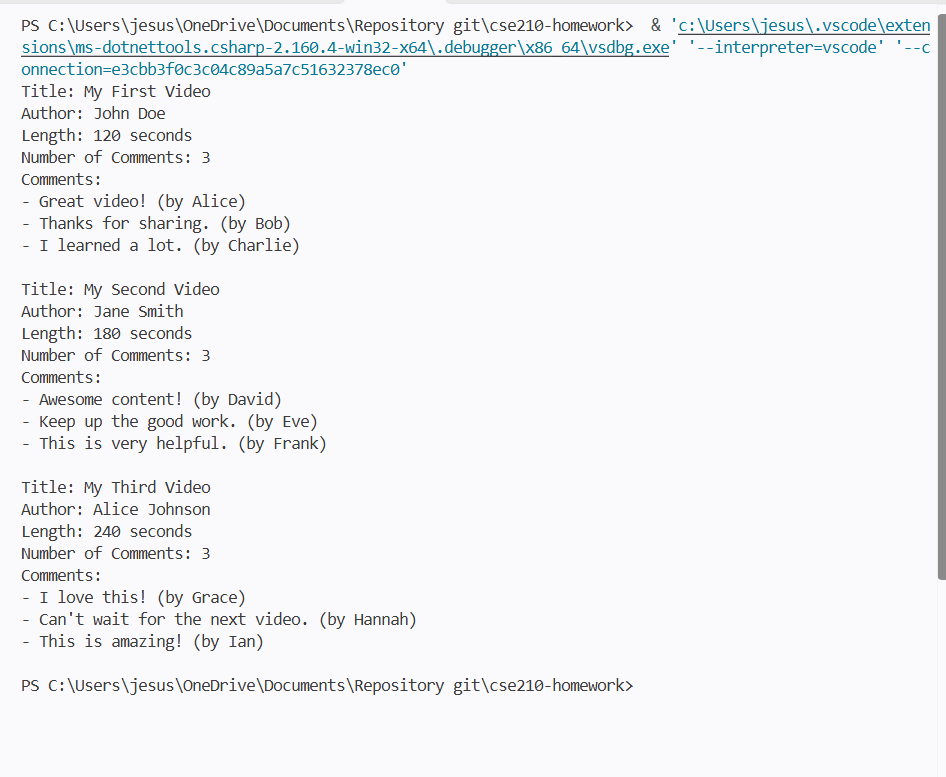 PS C:\Users\jesus\OneDrive\Documents\Repository git\cse210-homework>  & 'c:\Users\jesus\.vscode\exten
sions\ms-dotnettools.csharp-2.160.4-win32-x64\.debugger\x86_64\vsdbg.exe' '--interpreter=vscode' '--c
onnection=e3cbb3f0c3c04c89a5a7c51632378ec0'
Title: My First Video
Author: John Doe
Length: 120 seconds
Number of Comments: 3
Comments:
- Great video! (by Alice)
- Thanks for sharing. (by Bob)
- I learned a lot. (by Charlie)

Title: My Second Video
Author: Jane Smith
Length: 180 seconds
Number of Comments: 3
Comments:
- Awesome content! (by David)
- Keep up the good work. (by Eve)
- This is very helpful. (by Frank)

Title: My Third Video
Author: Alice Johnson
Length: 240 seconds
Number of Comments: 3
Comments:
- I love this! (by Grace)
- Can't wait for the next video. (by Hannah)
- This is amazing! (by Ian)

PS C:\Users\jesus\OneDrive\Documents\Repository git\cse210-homework>